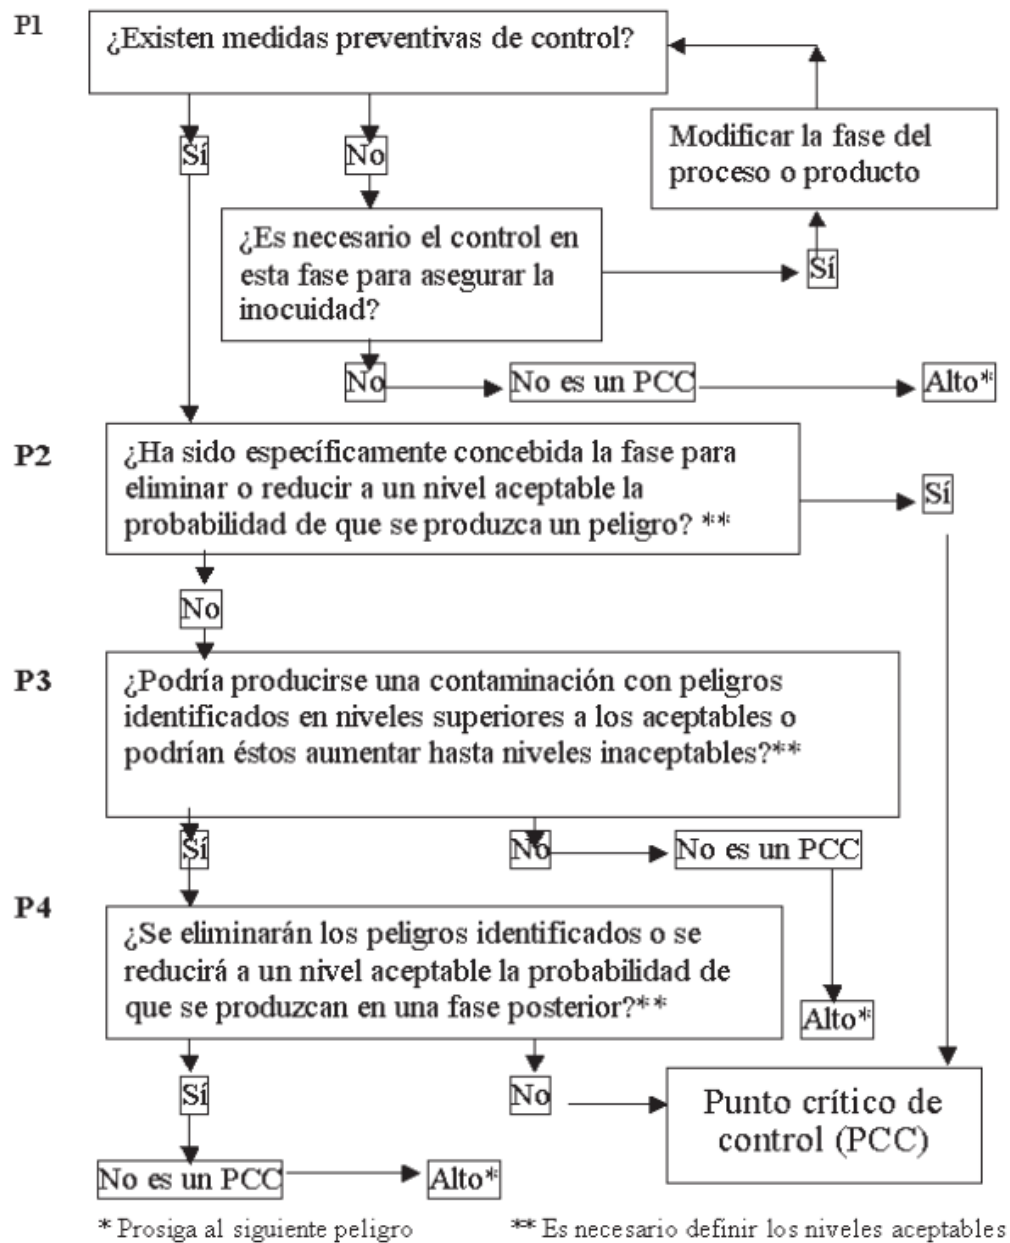 P1
¿Existen medidas preventivas de control?
Sí
No
Modificar la fase del
proceso o producto
¿Es necesario el control en
esta fase para asegurar la
inocuidad?
Sí
No
No es un PCC
Alto*
P2
¿Ha sido específicamente concebida la fase para
eliminar o reducir a un nivel aceptable la
probabilidad de que se produzca un peligro? **
Sí
No
P3
¿Podría producirse una contaminación con peligros
identificados en niveles superiores a los aceptables o
podrían éstos aumentar hasta niveles inaceptables?**
Sí
No
No es un PCC
Alto*
P4
¿Se eliminarán los peligros identificados o se
reducirá a un nivel aceptable la probabilidad de
que se produzcan en una fase posterior?**
Sí
No
Punto crítico de
control (PCC)
No es un PCC
Alto*
* Prosiga al siguiente peligro
** Es necesario definir los niveles aceptables